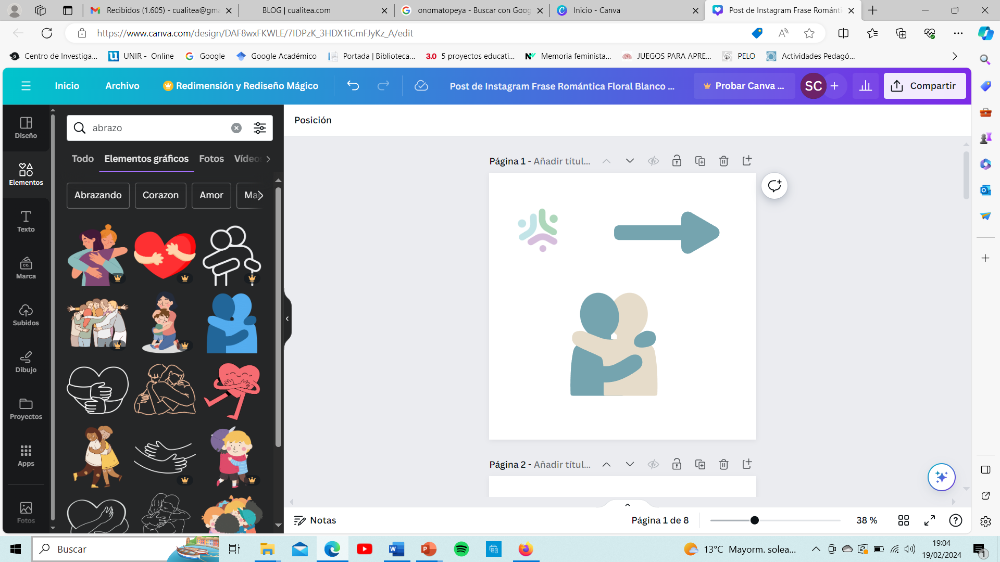 Recibidos (1.605) - cualitea@gma
BLOG | cualitea.com
onomatopeya - Buscar con Goog
Inicio - Canva
Post de Instagram Frase Románti
https://www.canva.com/design/DAF8wxFKWLE/7IDPzK_3HDX1iCmFJyKz_A/edit
Centro de Investiga...
UNIR - Online
Google
Google Académico
Portada | Biblioteca...
3.0 5 proyectos educati...
Memoria feminista...
JUEGOS PARA APRE...
PELO
Actividades Pedagó...
Inicio
Archivo
Redimensión y Rediseño Mágico
Post de Instagram Frase Romántica Floral Blanco ...
Probar Canva ...
SC
Compartir
Diseño
Elementos
Texto
CO.
Marca
Subidos
Dibujo
Proyectos
Apps
Fotos
abrazo
Todo
Elementos gráficos
Fotos
Vídeos
Abrazando
Corazon
Amor
Posición
Página 1 - Añadir títul...
Página 2 - Añadir títul...
Notas
Página 1 de 8
38 %
Buscar
13°C Mayorm. solea...
19:04
19/02/2024
1